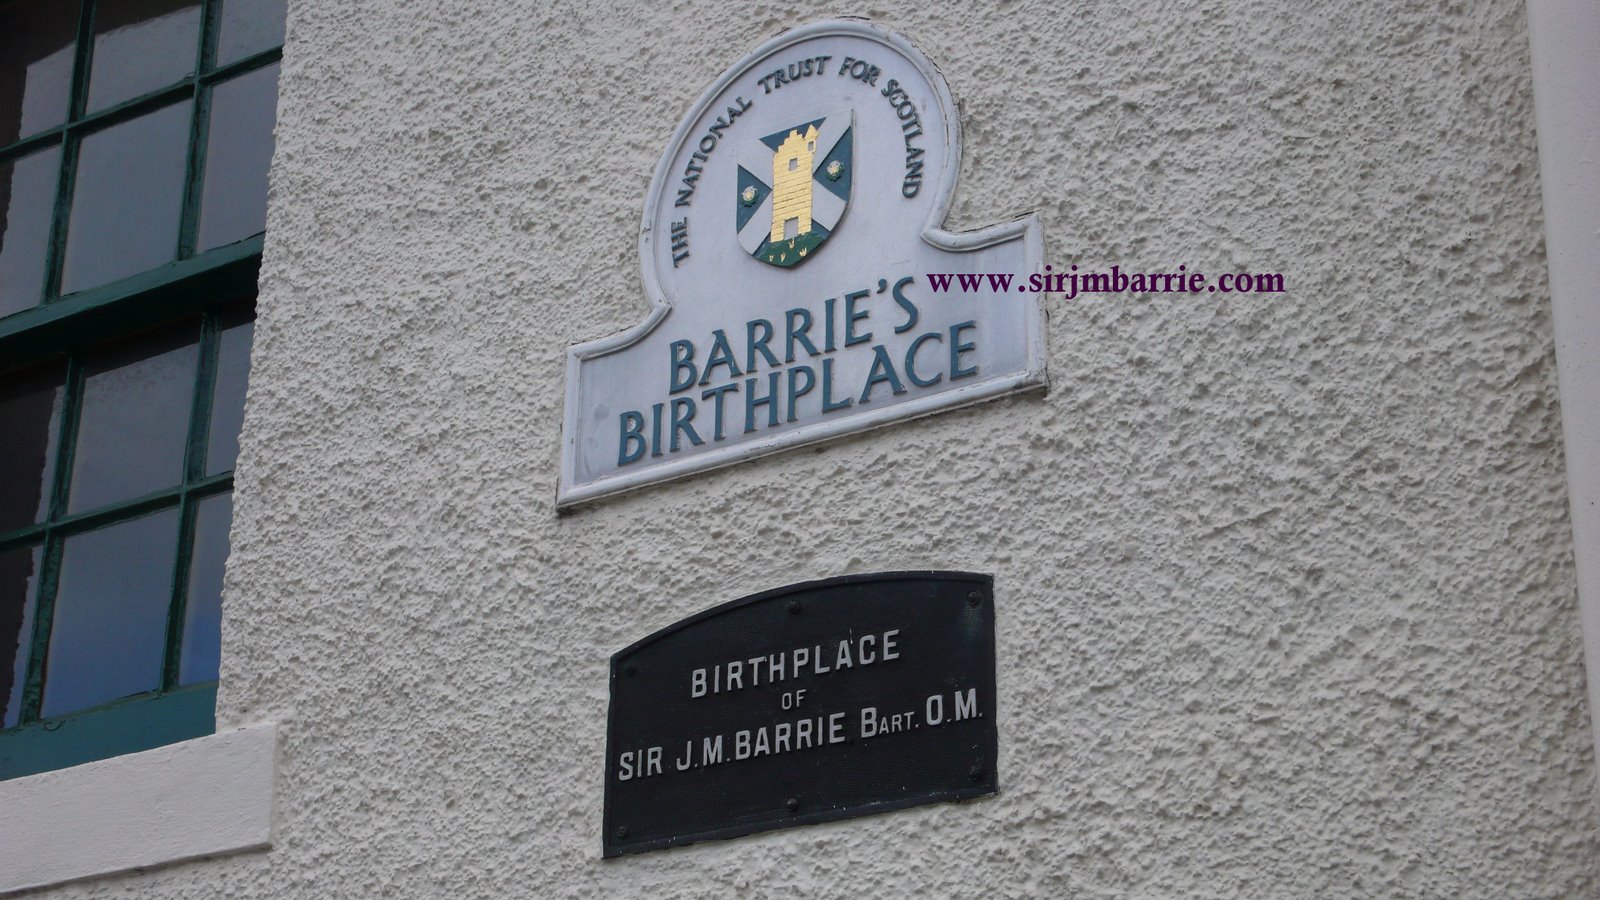 THE NATIONAL TRUST FOR SCOTLAND
www.sirjmbarrie.com
BARRIE'S
BIRTHPLACE
BIRTHPLACE
OF
SIR J.M. BARRIE BART. O.M.